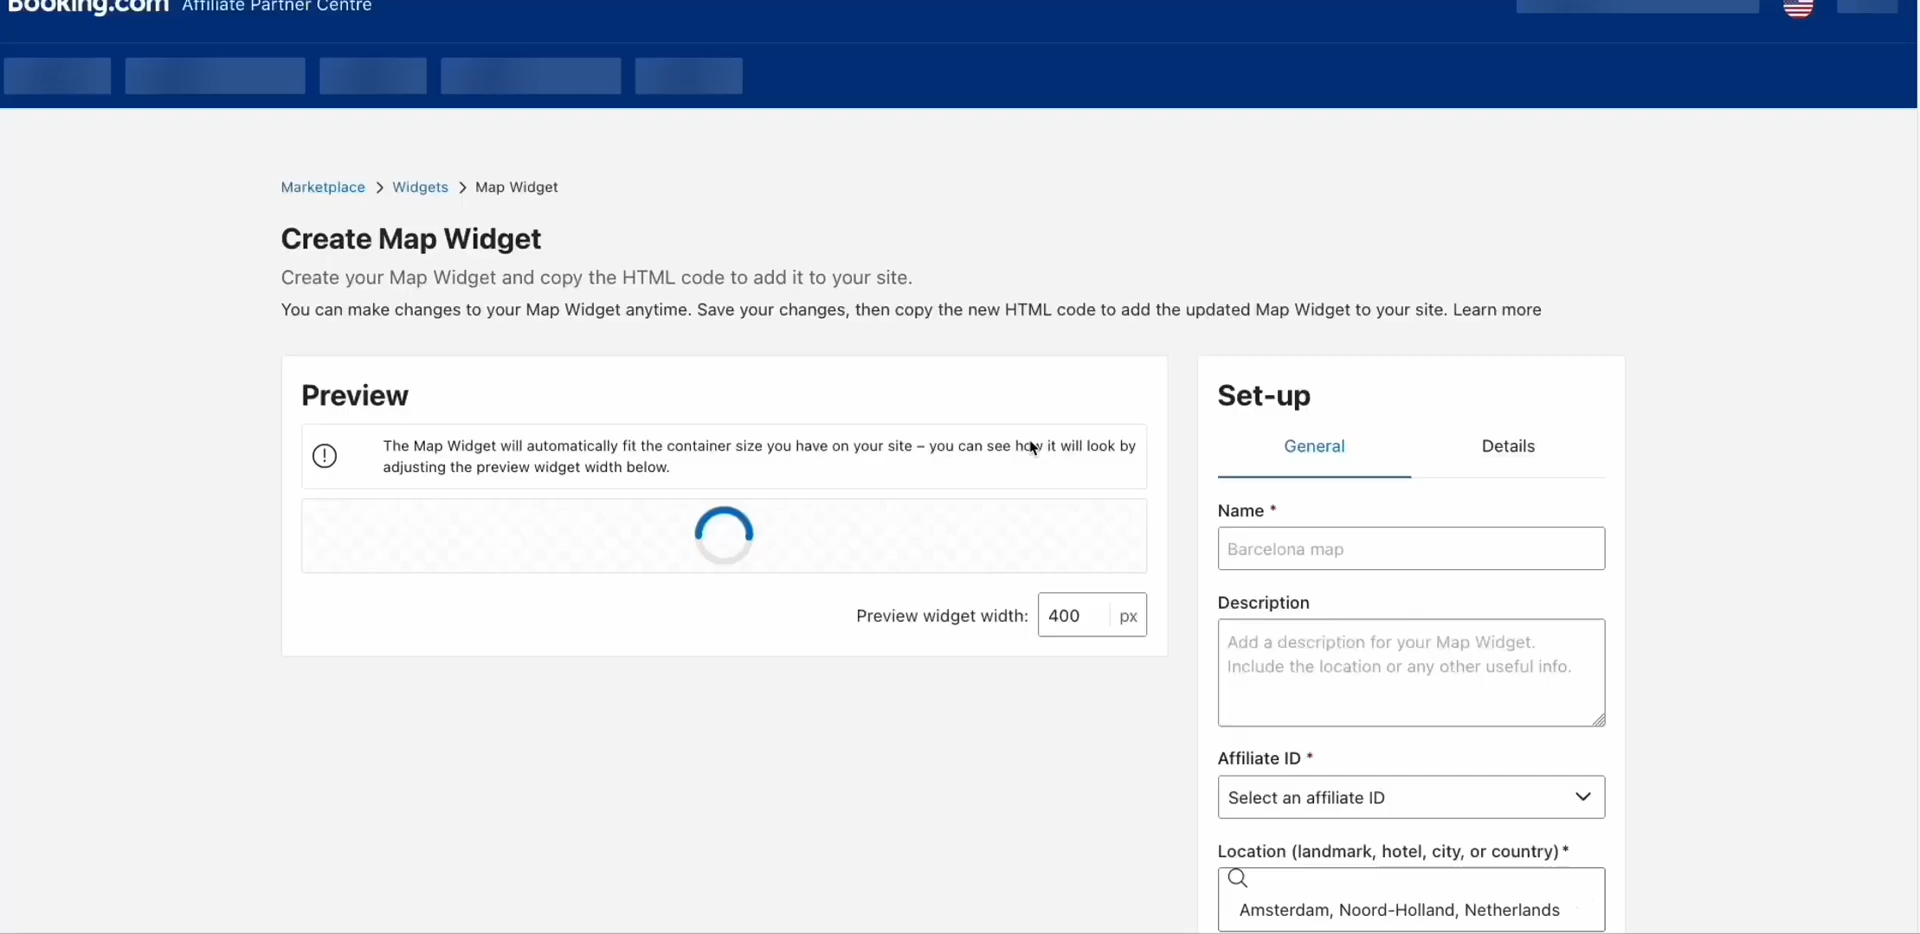 Booking.com Affiliate Partner Centre
Marketplace > Widgets > Map Widget
Create Map Widget
Create your Map Widget and copy the HTML code to add it to your site.
You can make changes to your Map Widget anytime. Save your changes, then copy the new HTML code to add the updated Map Widget to your site. Learn more
Preview
The Map Widget will automatically fit the container size you have on your site – you can see how it will look by
adjusting the preview widget width below.
Preview widget width: 400 px
Set-up
General Details
Name *
Barcelona map
Description
Add a description for your Map Widget.
Include the location or any other useful info.
Affiliate ID *
Select an affiliate ID
Location (landmark, hotel, city, or country) *
Amsterdam, Noord-Holland, Netherlands